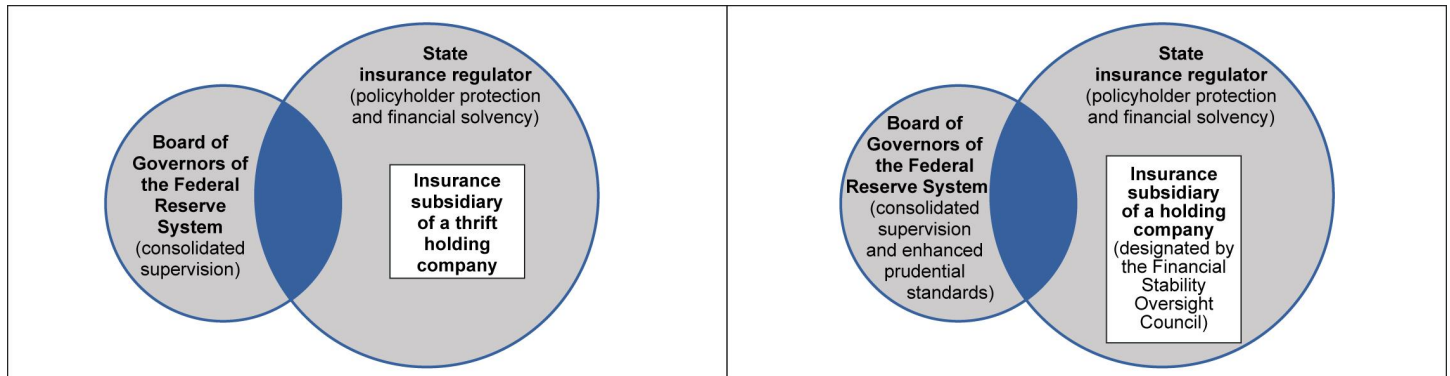 State
insurance regulator
(policyholder protection
and financial solvency)
Board of
Governors of
the Federal
Reserve
System
(consolidated
supervision)
Insurance
subsidiary
of a thrift
holding
company
State
insurance regulator
(policyholder protection
and financial solvency)
Board of
Governors of
the Federal
Reserve System
(consolidated
supervision
and enhanced
prudential
standards)
Insurance
subsidiary
of a holding
company
(designated by
the Financial
Stability
Oversight
Council)